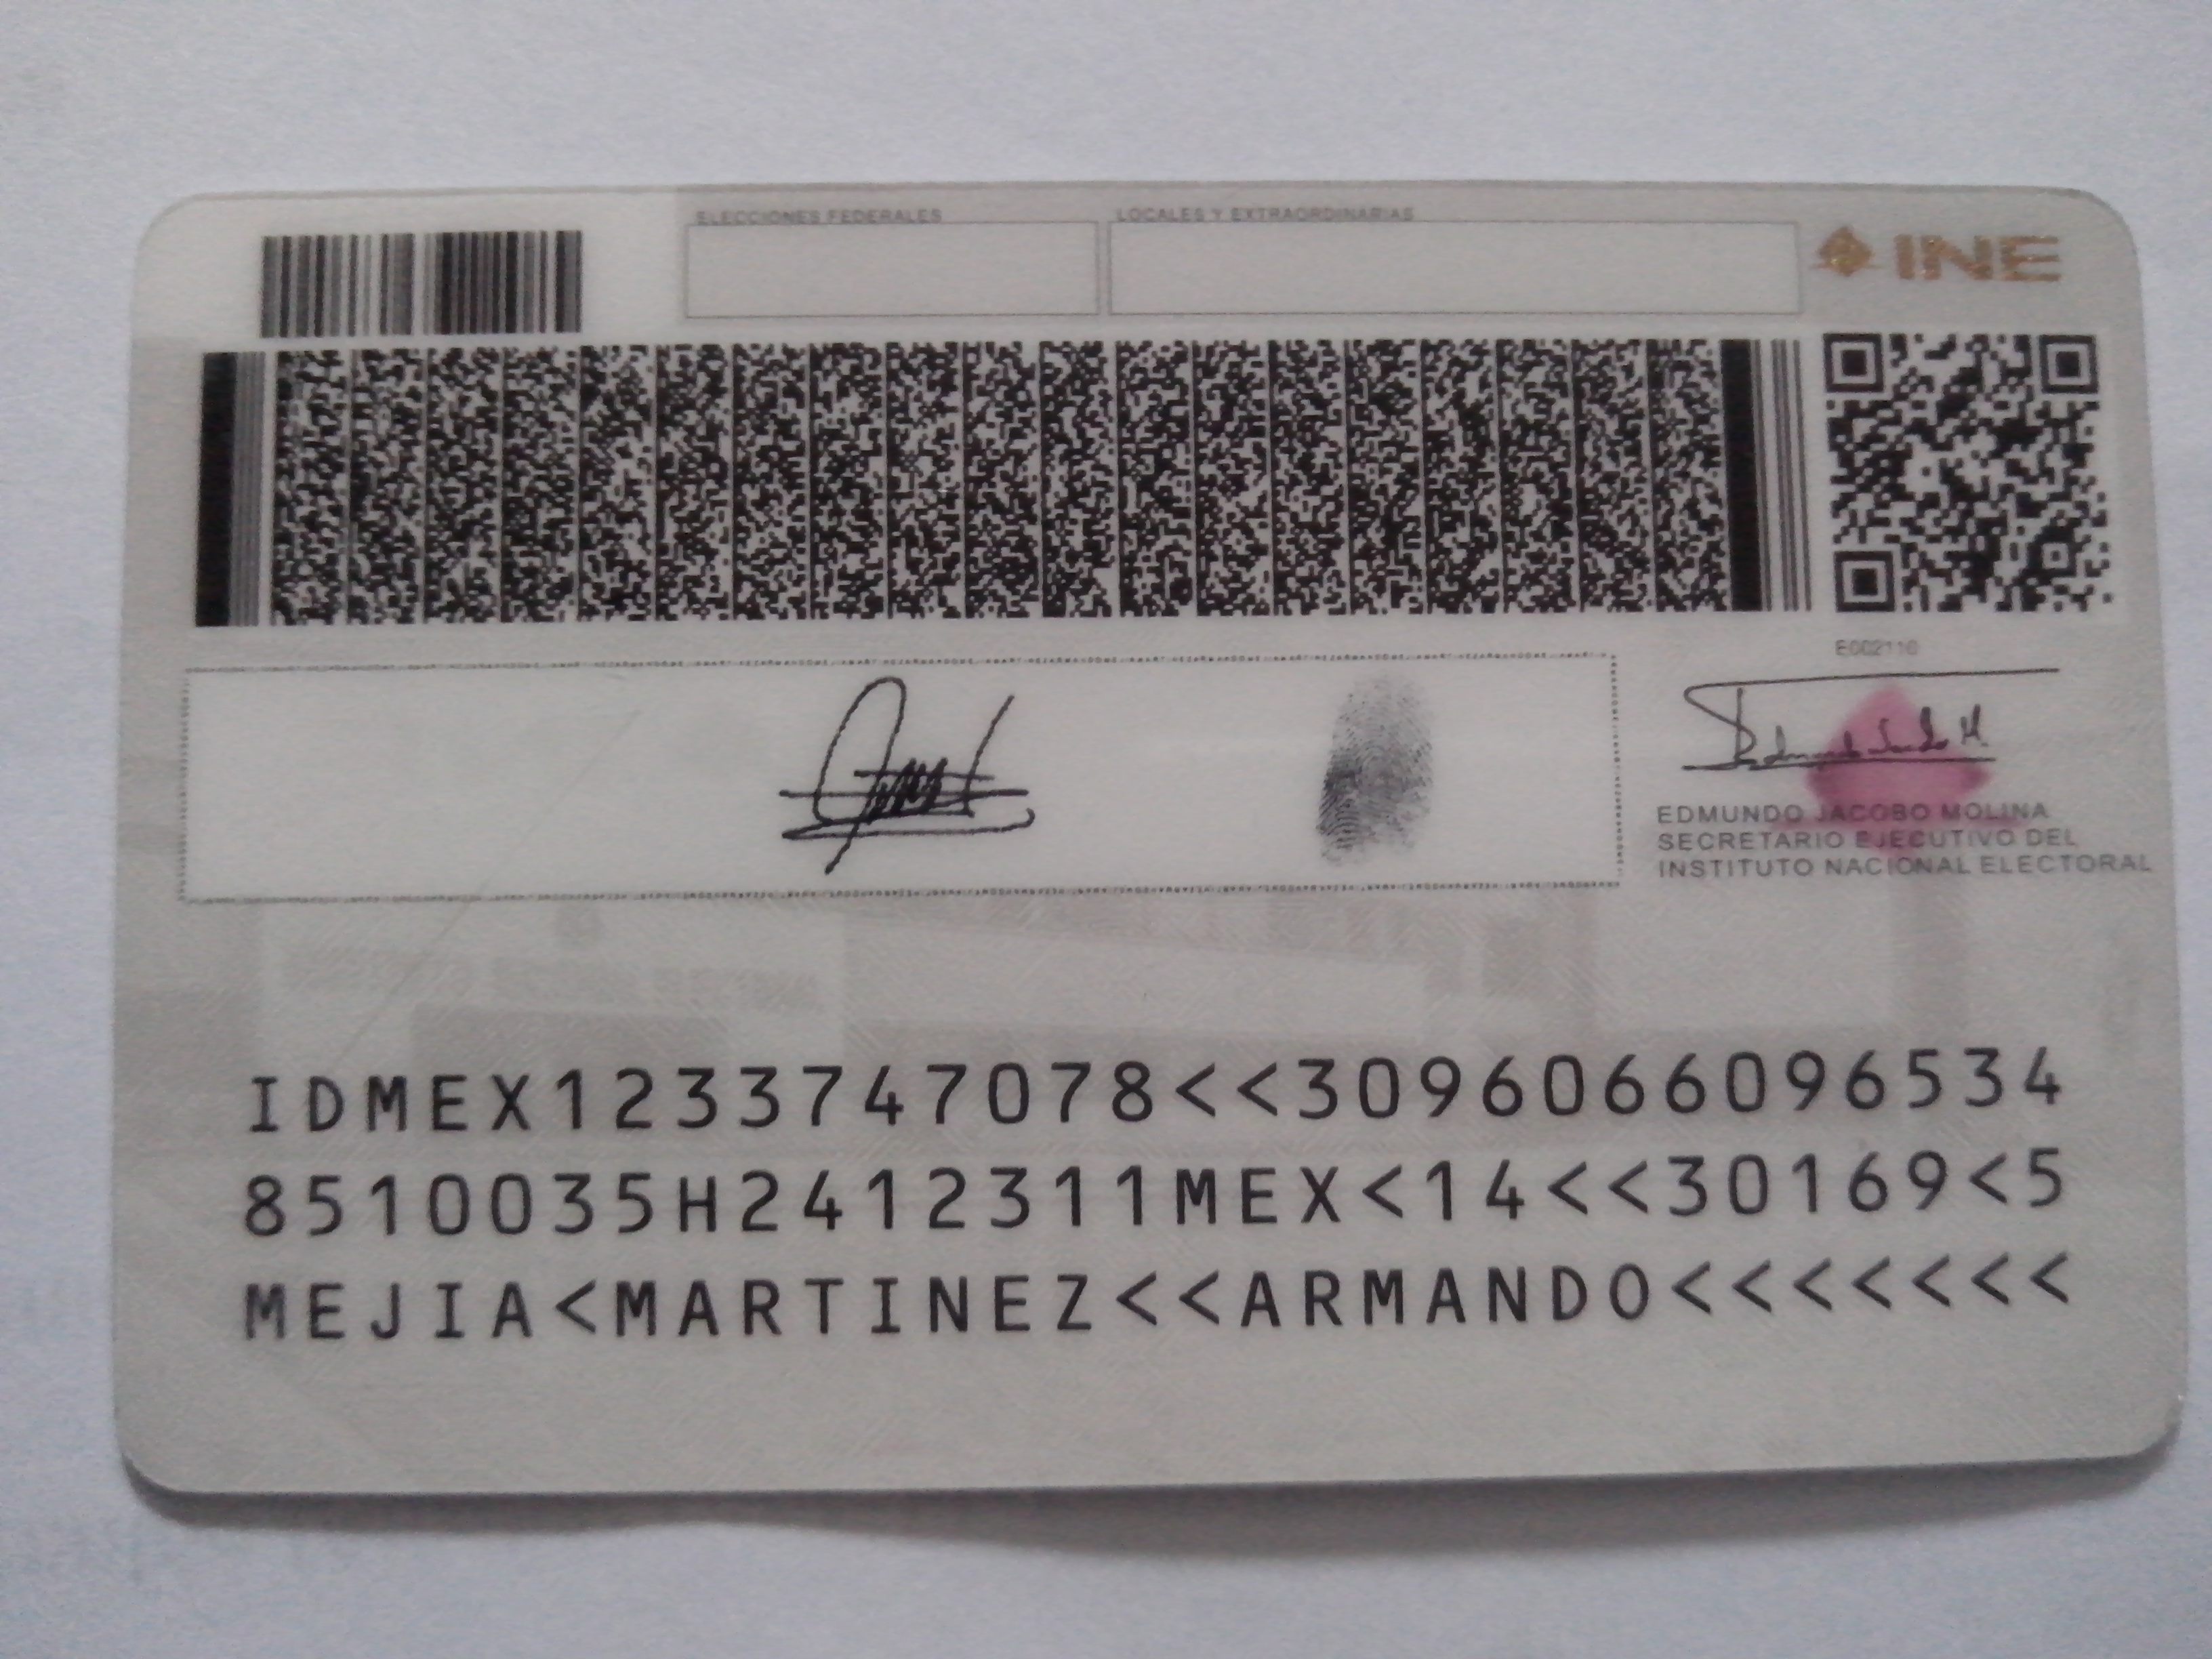 ELECCIONES FEDERALES
LOCALES Y EXTRAORDINARIAS
INE
E002110
EDMUNDO JACOBO MOLINA
SECRETARIO EJECUTIVO DEL
INSTITUTO NACIONAL ELECTORAL
IDMEX1233747078<<3096066096534
8510035H2412311MEX<14<<30169<5
MEJIA<MARTINEZ<<ARMANDO<<<<<<<